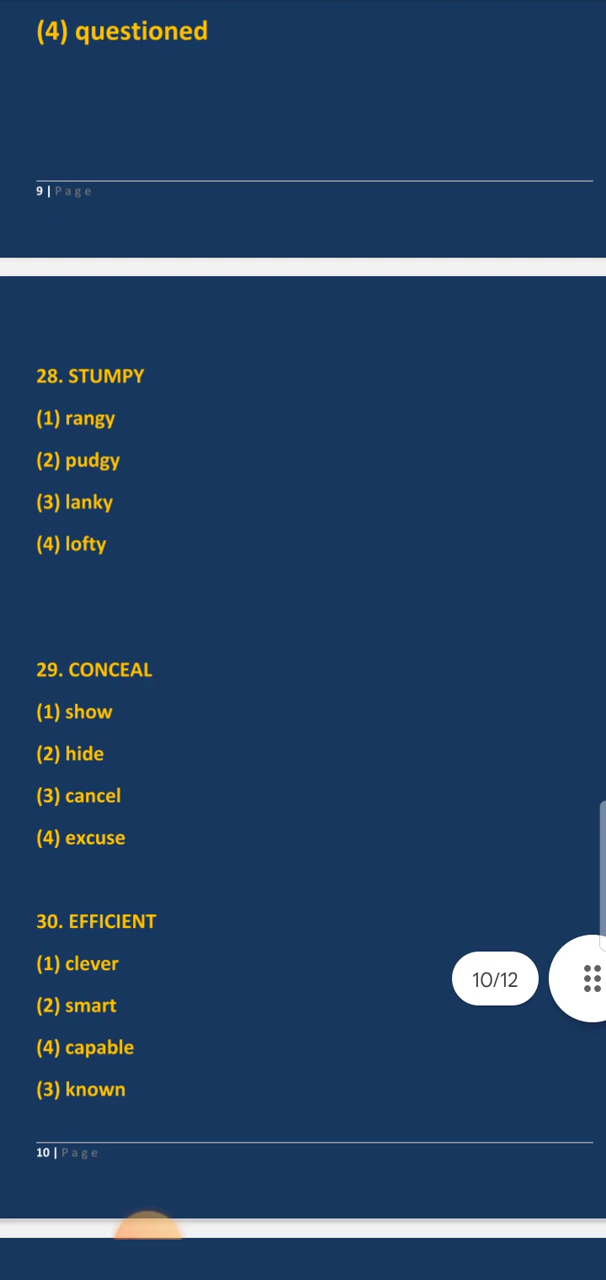 (4) questioned
9 | Page
28. STUMPY
(1) rangy
(2) pudgy
(3) lanky
(4) lofty
29. CONCEAL
(1) show
(2) hide
(3) cancel
(4) excuse
30. EFFICIENT
(1) clever
(2) smart
(4) capable
(3) known
10/12
10 | Page